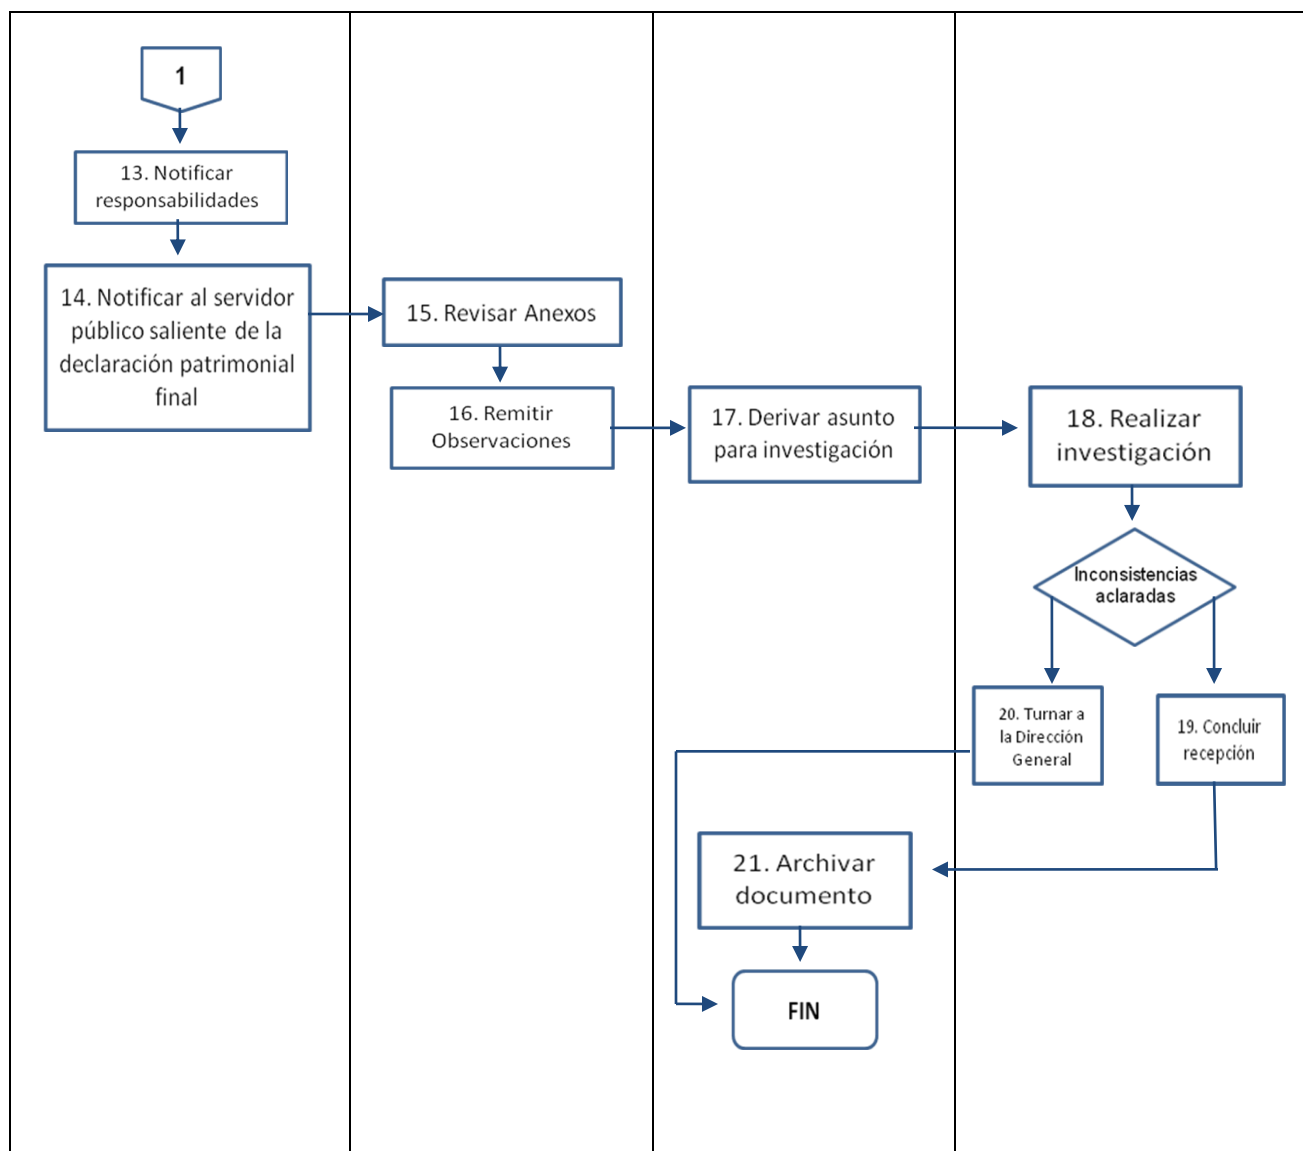 1
13. Notificar
responsabilidades
14. Notificar al servidor
público saliente de la
declaración patrimonial
final
15. Revisar Anexos
16. Remitir
Observaciones
17. Derivar asunto
para investigación
18. Realizar
investigación
Inconsistencias
aclaradas
20. Turnar a
la Dirección
General
19. Concluir
recepción
21. Archivar
documento
FIN